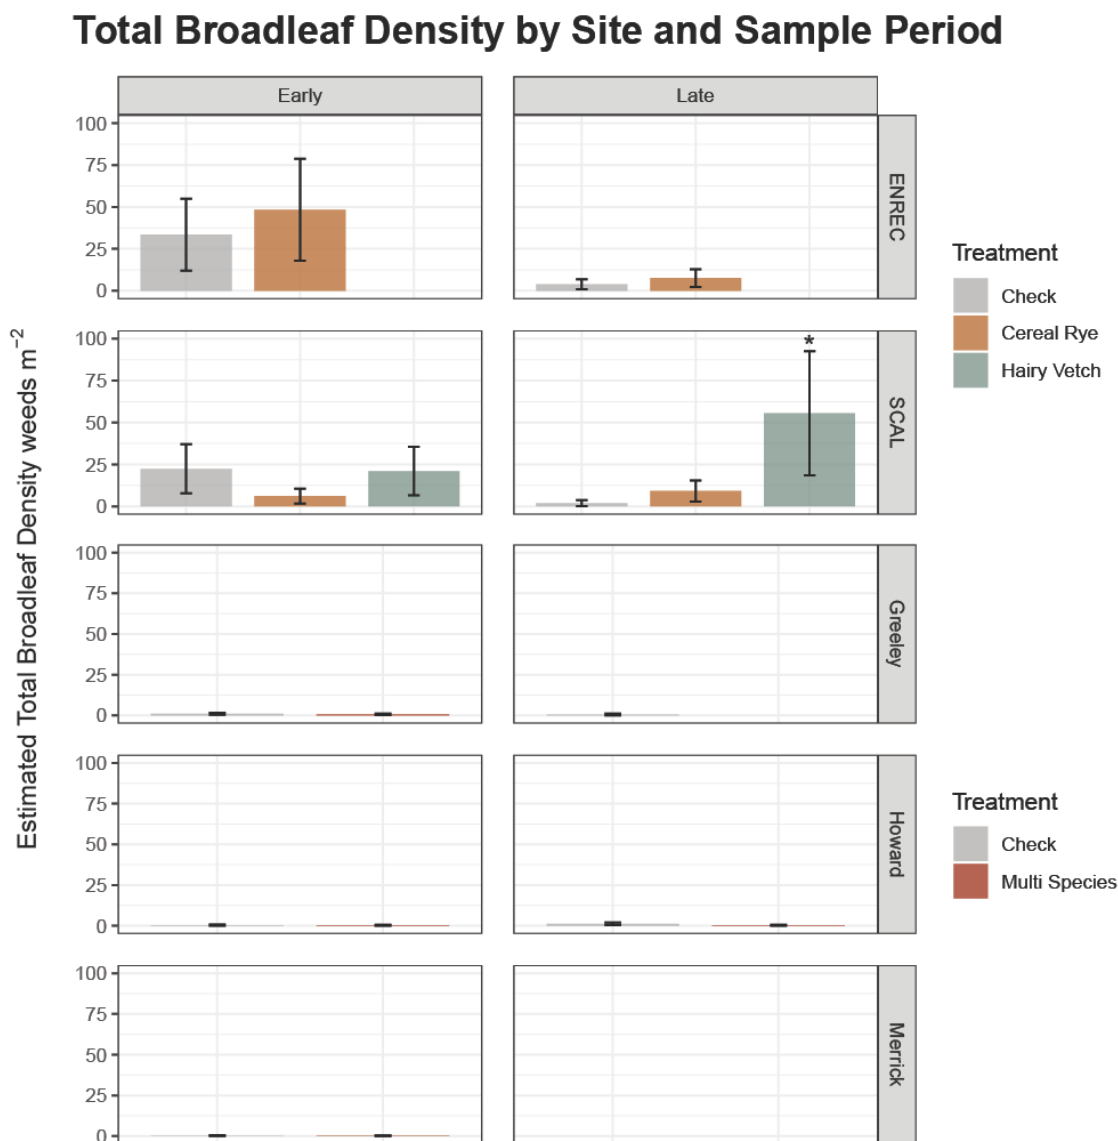 Total Broadleaf Density by Site and Sample Period
Early
Late
100
75
50
25
0
ENREC
100
75
50
25
0
SCAL
*
100
75
50
25
0
Greeley
100
75
50
25
0
Howard
100
75
50
25
0
Merrick
Estimated Total Broadleaf Density weeds m⁻²
Treatment
Check
Cereal Rye
Hairy Vetch
Treatment
Check
Multi Species